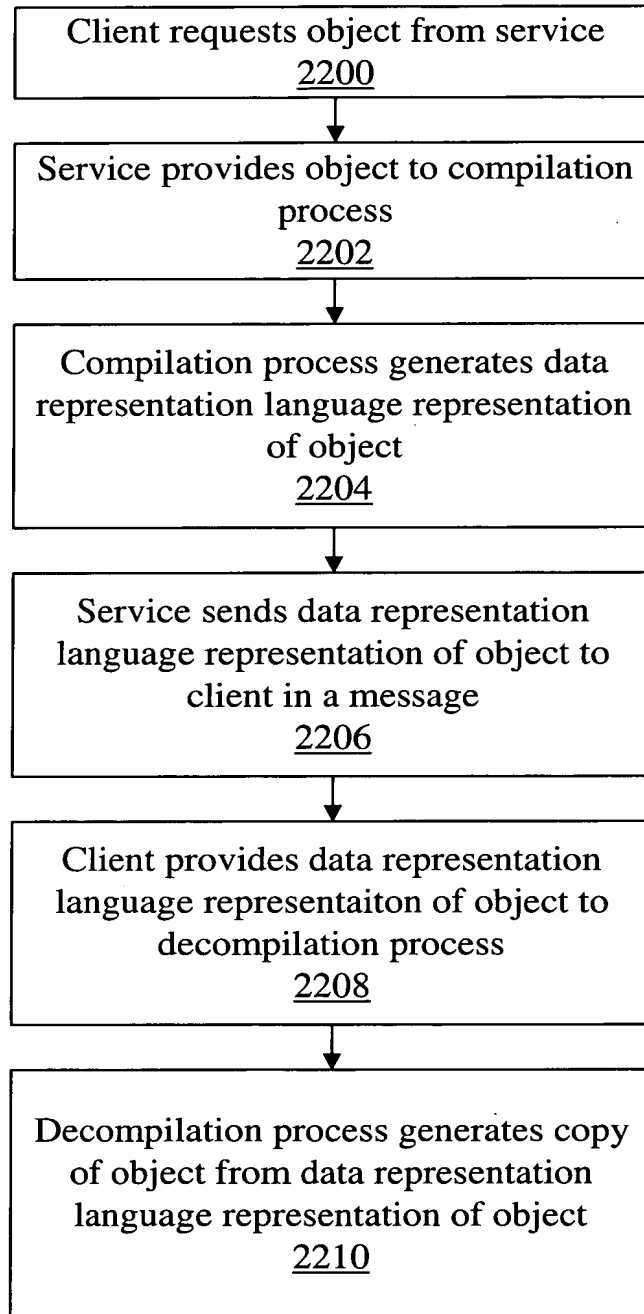 Client requests object from service
2200
Service provides object to compilation
process
2202
Compilation process generates data
representation language representation
of object
2204
Service sends data representation
language representation of object to
client in a message
2206
Client provides data representation
language representaiton of object to
decompilation process
2208
Decompilation process generates copy
of object from data representation
language representation of object
2210